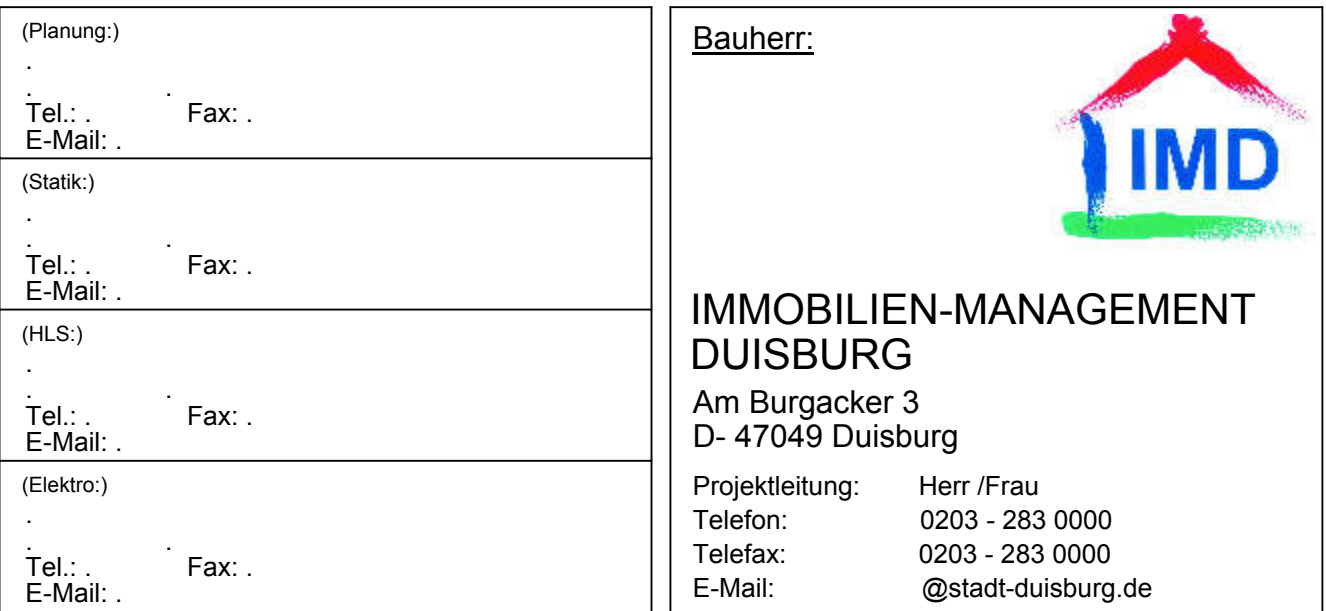 (Planung:)
.
. .
Tel.: . Fax: .
E-Mail: .
(Statik:)
.
. .
Tel.: . Fax: .
E-Mail: .
(HLS:)
.
. .
Tel.: . Fax: .
E-Mail: .
(Elektro:)
.
. .
Tel.: . Fax: .
E-Mail: .
Bauherr:
IMD
IMMOBILIEN-MANAGEMENT
DUISBURG
Am Burgacker 3
D- 47049 Duisburg
Projektleitung: Herr /Frau
Telefon: 0203 - 283 0000
Telefax: 0203 - 283 0000
E-Mail: @stadt-duisburg.de